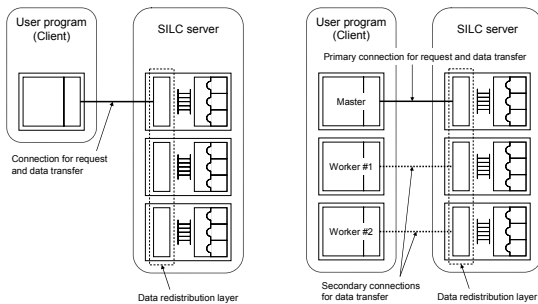 User program
(Client)
SILC server
Connection for request
and data transfer
Data redistribution layer
User program
(Client)
SILC server
Primary connection for request and data transfer
Master
Worker #1
Worker #2
Secondary connections
for data transfer
Data redistribution layer